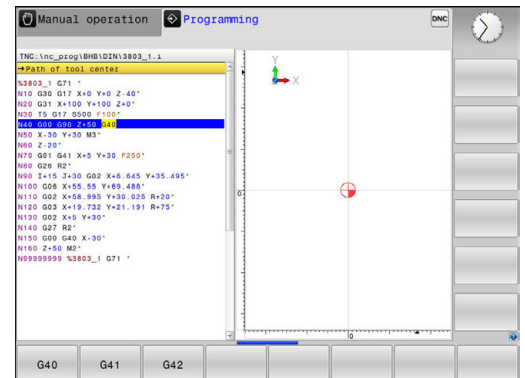 Manual operation
Programming
DNC
TNC:\nc_prog\BHB\DIN\3803_1.i
→Path of tool center
%3803_1 G71 *
N10 G30 G17 X+0 Y+0 Z-40*
N20 G31 X+100 Y+100 Z+0*
N30 T5 G17 S500 F100*
N40 G00 G90 Z+50 G40
N50 X-30 Y+30 M3*
N60 Z-20*
N70 G01 G41 X+5 Y+30 F250*
N80 G26 R2*
N90 I+15 J+30 G02 X+6.645 Y+35.495*
N100 G06 X+55.55 Y+69.488*
N110 G02 X+58.995 Y+30.025 R+20*
N120 G03 X+19.732 Y+21.191 R+75*
N130 G02 X+5 Y+30*
N140 G27 R2*
N150 G00 G40 X-30*
N160 Z+50 M2*
N99999999 %3803_1 G71 *
Y
X
0
0
G40
G41
G42